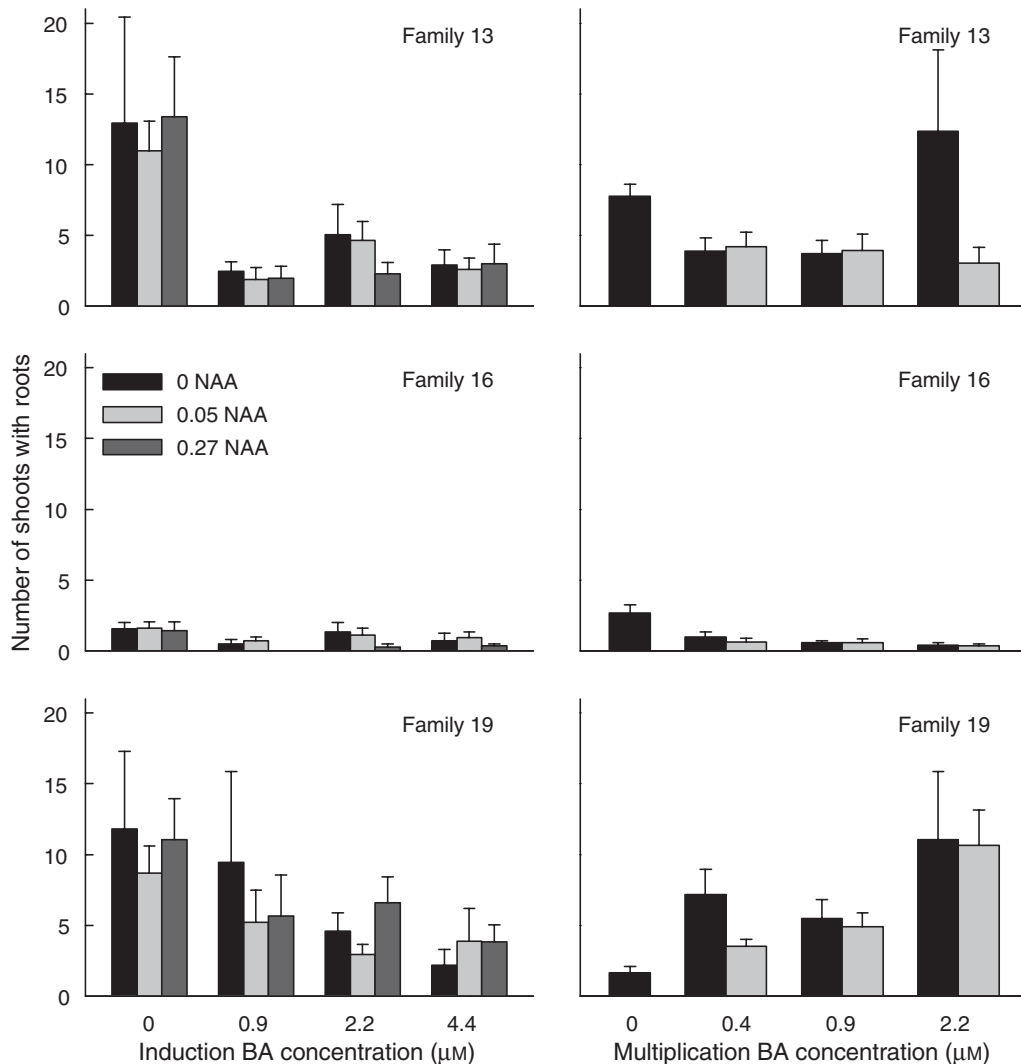 20
15
10
5
0
Family 13
Family 13
20
15
10
5
0
0 NAA
0.05 NAA
0.27 NAA
Family 16
Family 16
Number of shoots with roots
20
15
10
5
0
Family 19
Family 19
0 0.9 2.2 4.4
0 0.4 0.9 2.2
Induction BA concentration (μM)
Multiplication BA concentration (μM)